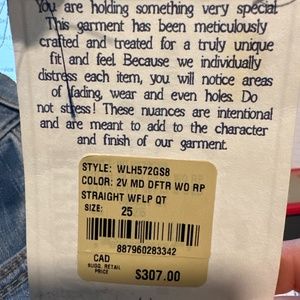 You are holding something very special
This garment has been meticulously
crafted and treated for a truly unique
fit and feel. Because we individually
distress each item, you will notice areas
of fading, wear and even holes. Do
not stress! These nuances are intentional
and are meant to add to the character
and finish of our garment.
STYLE: WLH572GS8
COLOR: 2V MD DFTR WO RP
STRAIGHT WFLP QT
SIZE: 25
887960283342
CAD
SUGG. RETAIL
PRICE
$307.00